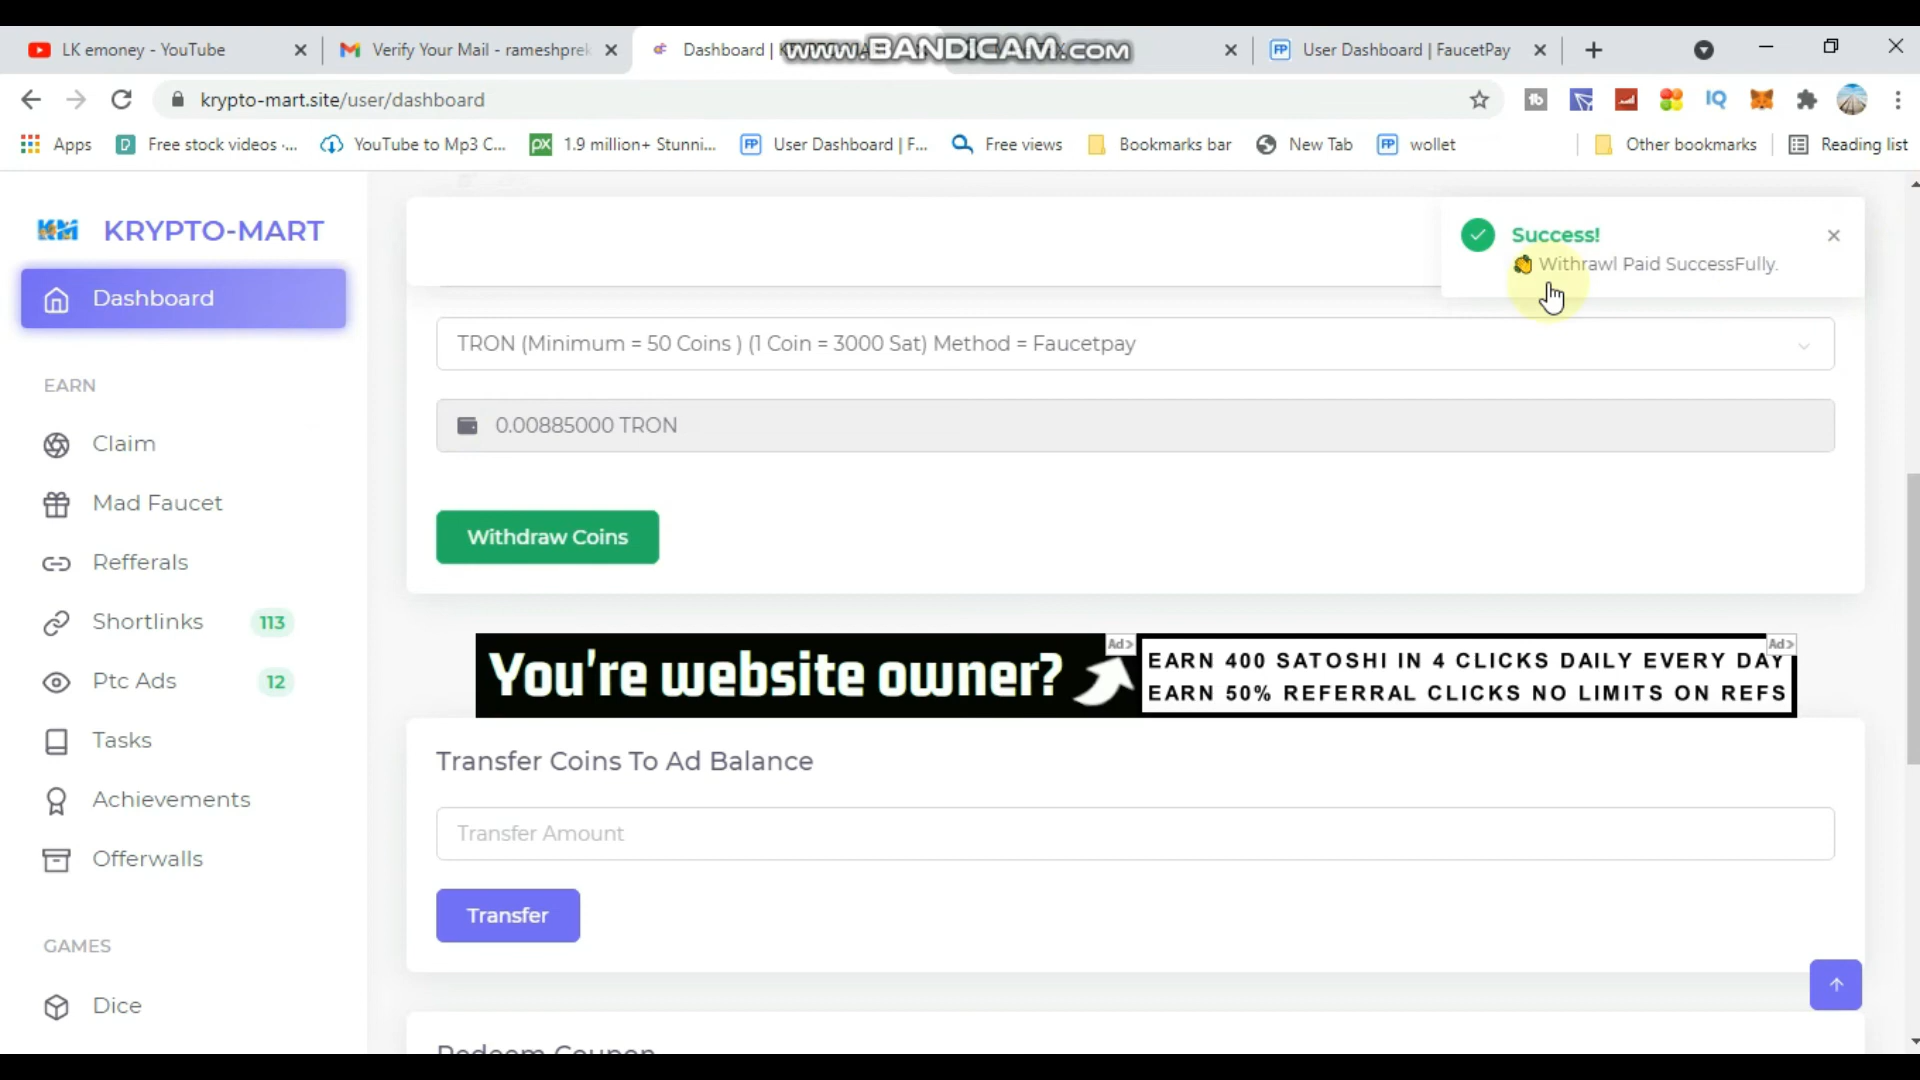 LK emoney - YouTube
Verify Your Mail - rameshprek
Dashboard |
www.BANDICAM.com
User Dashboard | FaucetPay
krypto-mart.site/user/dashboard
Apps
Free stock videos -...
YouTube to Mp3 C...
1.9 million+ Stunni...
User Dashboard | F...
Free views
Bookmarks bar
New Tab
wollet
Other bookmarks
Reading list
KRYPTO-MART
Success!
Withrawl Paid SuccessFully.
Dashboard
TRON (Minimum = 50 Coins ) (1 Coin = 3000 Sat) Method = Faucetpay
EARN
0.00885000 TRON
Claim
Mad Faucet
Withdraw Coins
Refferals
Shortlinks 113
You're website owner?
Ad>
EARN 400 SATOSHI IN 4 CLICKS DAILY EVERY DAY
Ad>
EARN 50% REFERRAL CLICKS NO LIMITS ON REFS
Ptc Ads 12
Tasks
Transfer Coins To Ad Balance
Achievements
Transfer Amount
Offerwalls
Transfer
GAMES
Dice
Redeem Coupon